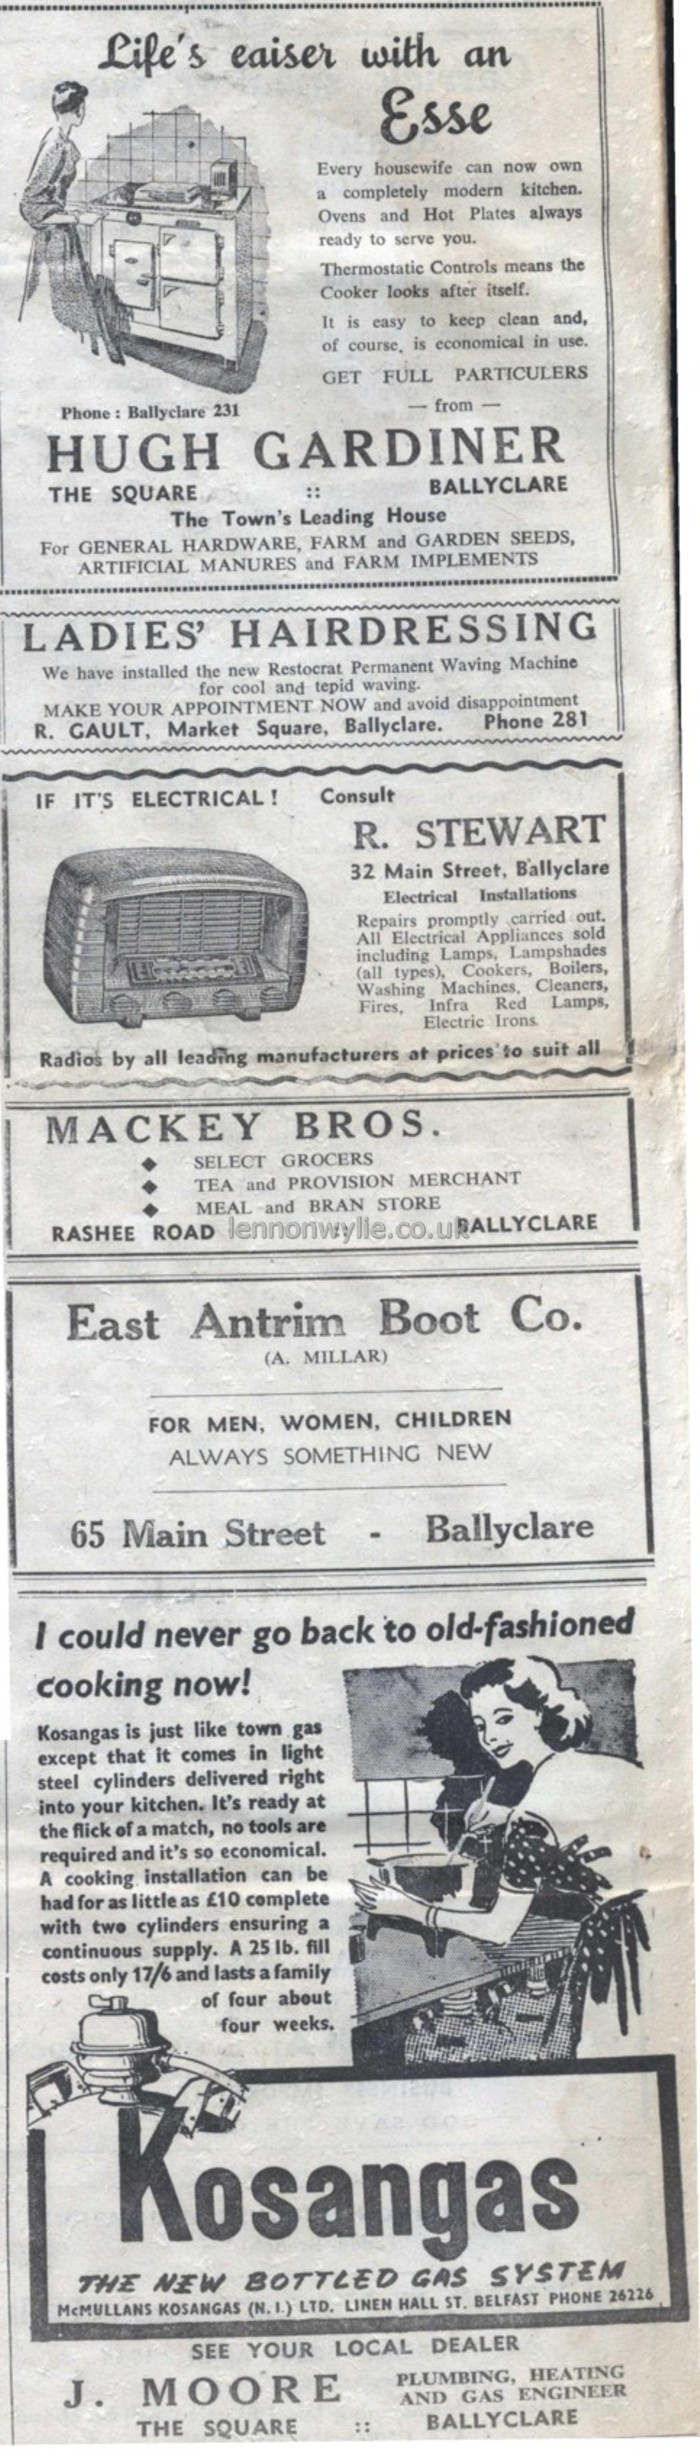 Life's eaiser with an
Esse
Every housewife can now own
a completely modern kitchen.
Ovens and Hot Plates always
ready to serve you.
Thermostatic Controls means the
Cooker looks after itself.
It is easy to keep clean and,
of course, is economical in use.
GET FULL PARTICULERS
— from —
Phone : Ballyclare 231
HUGH GARDINER
THE SQUARE :: BALLYCLARE
The Town's Leading House
For GENERAL HARDWARE, FARM and GARDEN SEEDS,
ARTIFICIAL MANURES and FARM IMPLEMENTS
LADIES' HAIRDRESSING
We have installed the new Restocrat Permanent Waving Machine
for cool and tepid waving.
MAKE YOUR APPOINTMENT NOW and avoid disappointment
R. GAULT, Market Square, Ballyclare. Phone 281
IF IT'S ELECTRICAL! Consult
R. STEWART
32 Main Street, Ballyclare
Electrical Installations
Repairs promptly carried out.
All Electrical Appliances sold
including Lamps, Lampshades
(all types), Cookers, Boilers,
Washing Machines, Cleaners,
Fires, Infra Red Lamps,
Electric Irons.
Radios by all leading manufacturers at prices to suit all
MACKEY BROS.
◆ SELECT GROCERS
◆ TEA and PROVISION MERCHANT
◆ MEAL and BRAN STORE
RASHEE ROAD :: BALLYCLARE
lennonwylie.co.uk
East Antrim Boot Co.
(A. MILLAR)
FOR MEN, WOMEN, CHILDREN
ALWAYS SOMETHING NEW
65 Main Street - Ballyclare
I could never go back to old-fashioned
cooking now!
Kosangas is just like town gas
except that it comes in light
steel cylinders delivered right
into your kitchen. It's ready at
the flick of a match, no tools are
required and it's so economical.
A cooking installation can be
had for as little as £10 complete
with two cylinders ensuring a
continuous supply. A 25 lb. fill
costs only 17/6 and lasts a family
of four about
four weeks.
Kosangas
THE NEW BOTTLED GAS SYSTEM
McMULLANS KOSANGAS (N.I.) LTD. LINEN HALL ST. BELFAST PHONE 26226
SEE YOUR LOCAL DEALER
J. MOORE
PLUMBING, HEATING
AND GAS ENGINEER
THE SQUARE :: BALLYCLARE